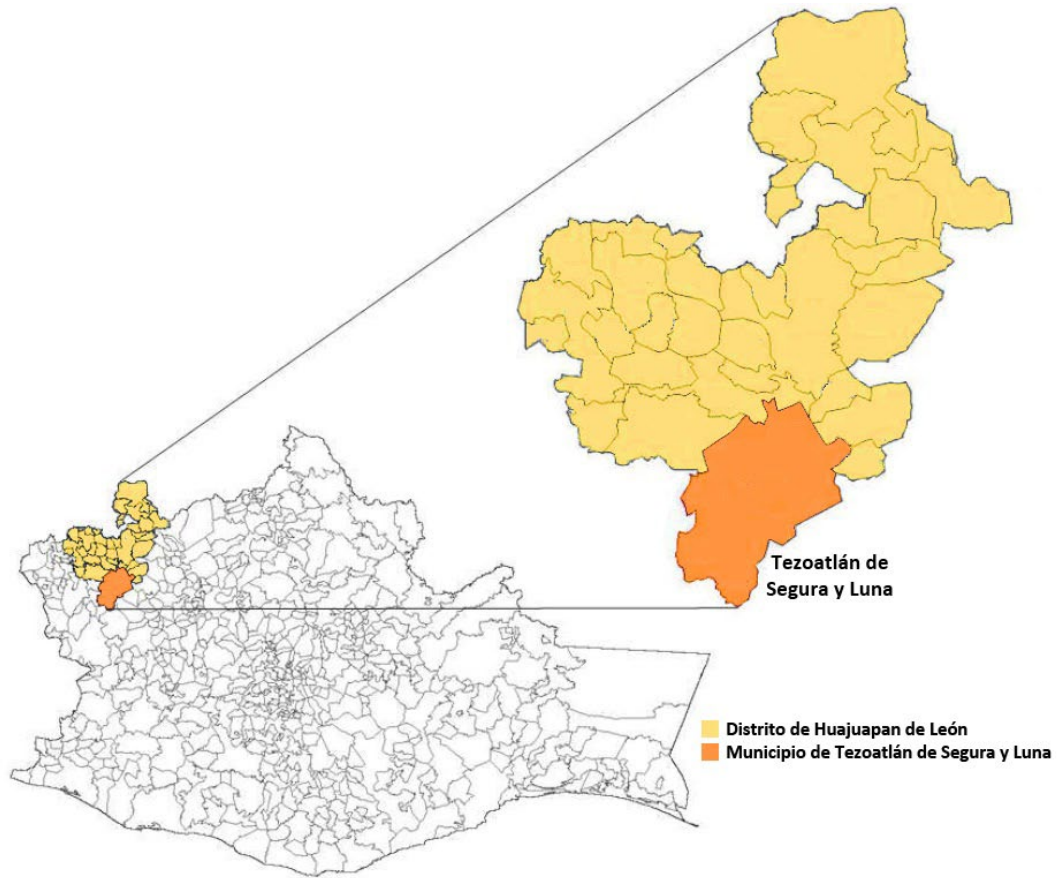 Tezoatlán de
Segura y Luna
Distrito de Huajuapan de León
Municipio de Tezoatlán de Segura y Luna